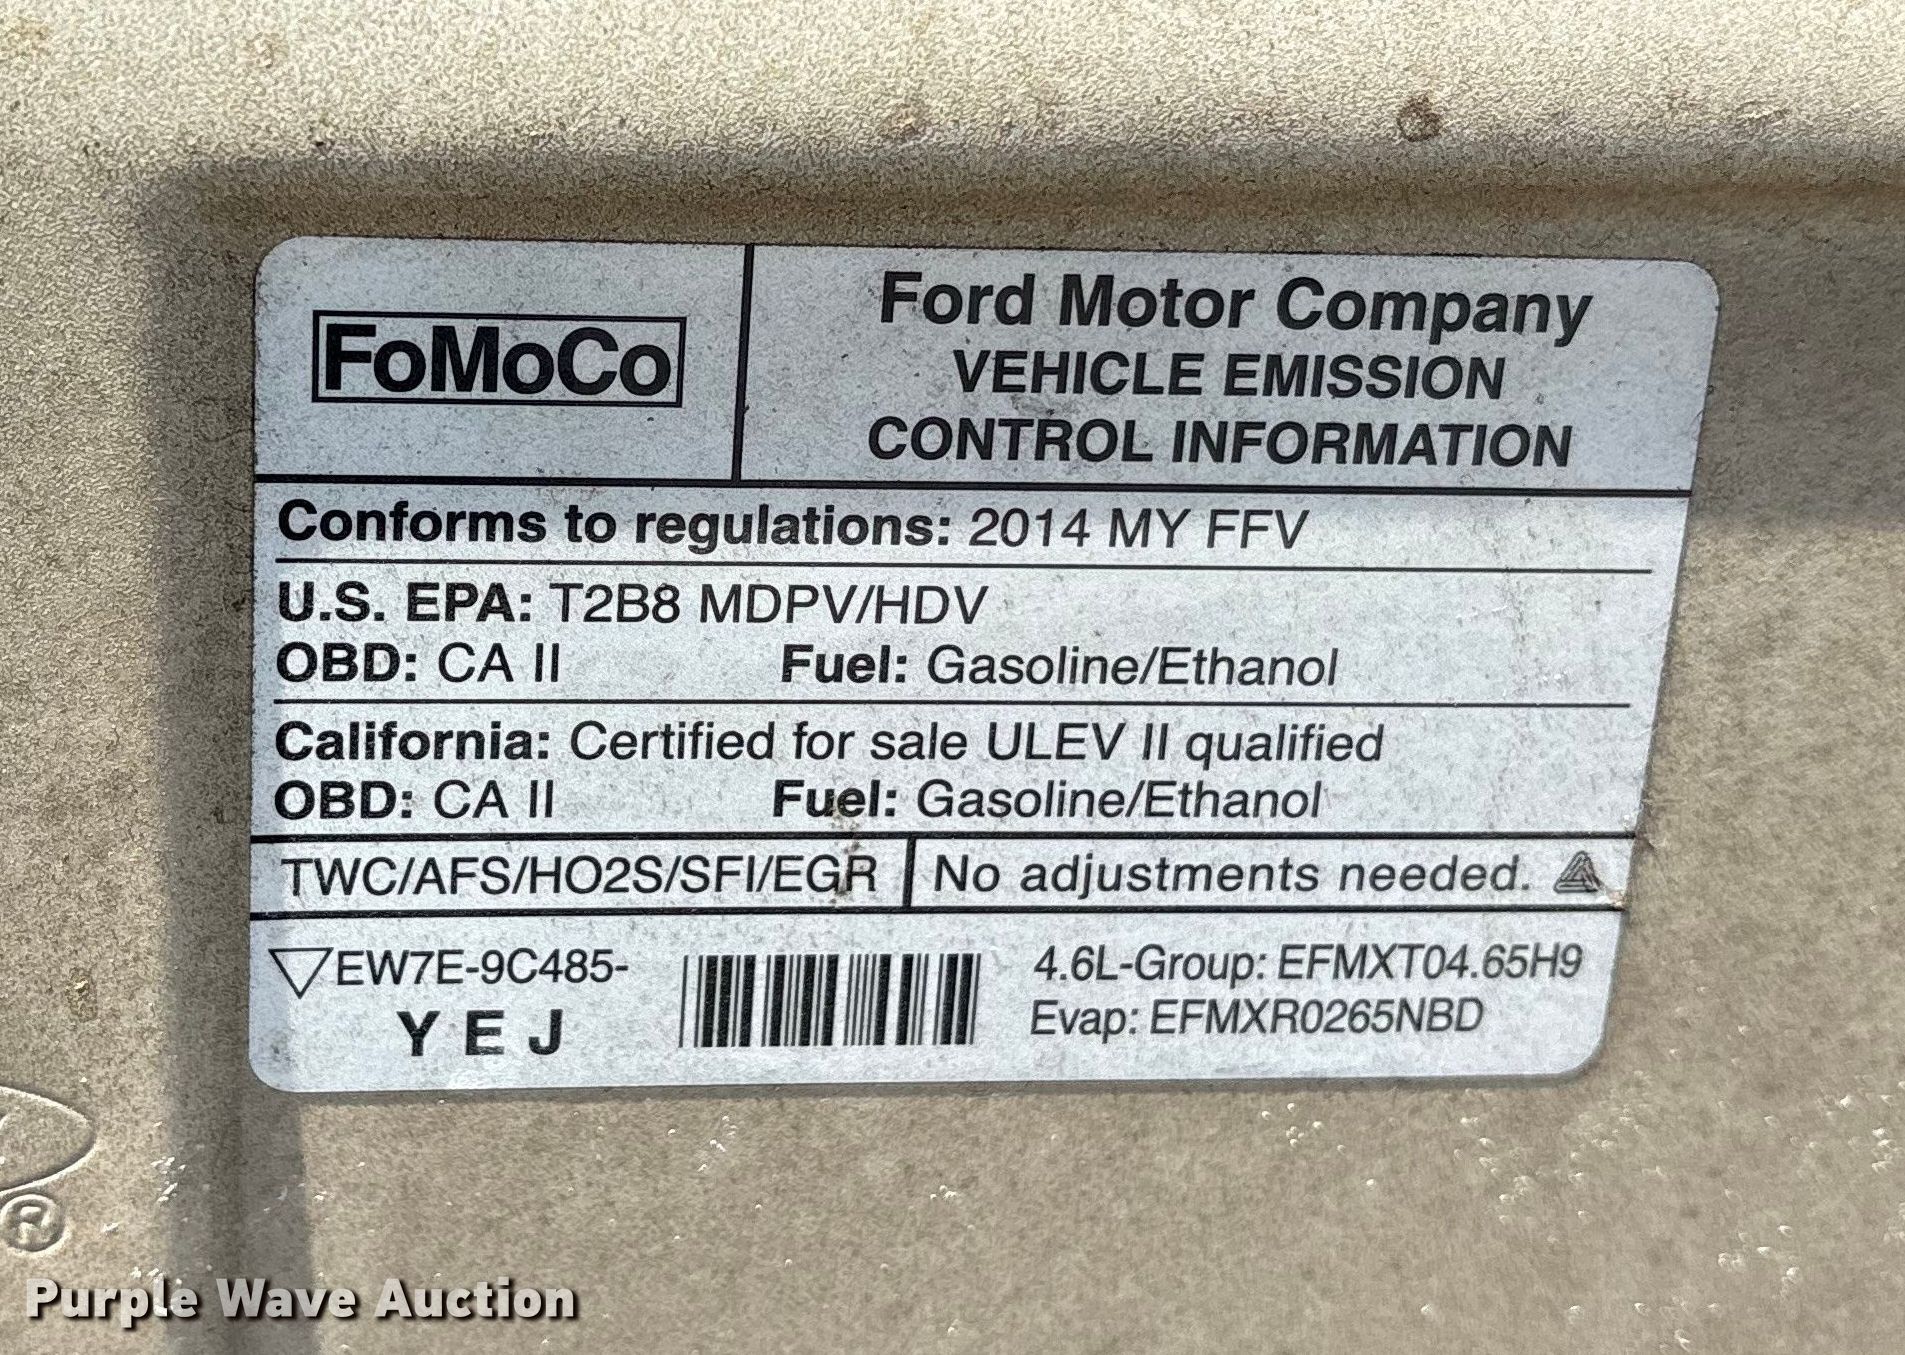 FoMoCo
Ford Motor Company
VEHICLE EMISSION
CONTROL INFORMATION
Conforms to regulations: 2014 MY FFV
U.S. EPA: T2B8 MDPV/HDV
OBD: CA II Fuel: Gasoline/Ethanol
California: Certified for sale ULEV II qualified
OBD: CA II Fuel: Gasoline/Ethanol
TWC/AFS/HO2S/SFI/EGR No adjustments needed.
EW7E-9C485-
YEJ
4.6L-Group: EFMXT04.65H9
Evap: EFMXR0265NBD
®
Purple Wave Auction